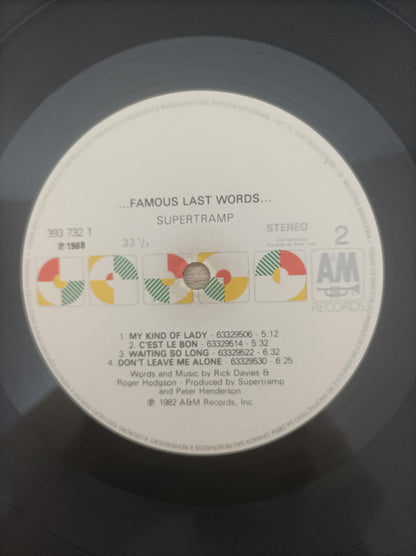 ...FAMOUS LAST WORDS...
SUPERTRAMP
393 732 1
℗ 1988
33 1/3
STEREO
2
A&M
RECORDS
1. MY KIND OF LADY - 63329506 - 5:12
2. C'EST LE BON - 63329514 - 5:32
3. WAITING SO LONG - 63329522 - 6:32
4. DON'T LEAVE ME ALONE - 63329530 - 6:25
Words and Music by Rick Davies &
Roger Hodgson - Produced by Supertramp
and Peter Henderson
℗ 1982 A&M Records, Inc.